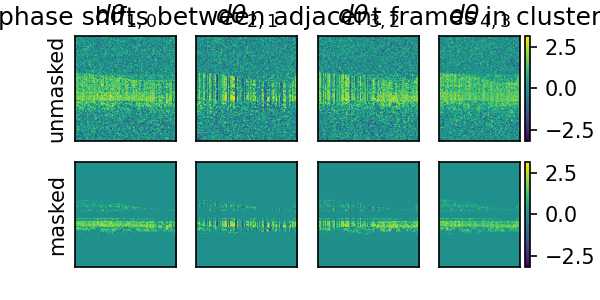 phase shifts between adjacent frames in cluster
dθ1,0 dθ2,1 dθ3,2 dθ4,3
unmasked
2.5
0.0
−2.5
masked
2.5
0.0
−2.5